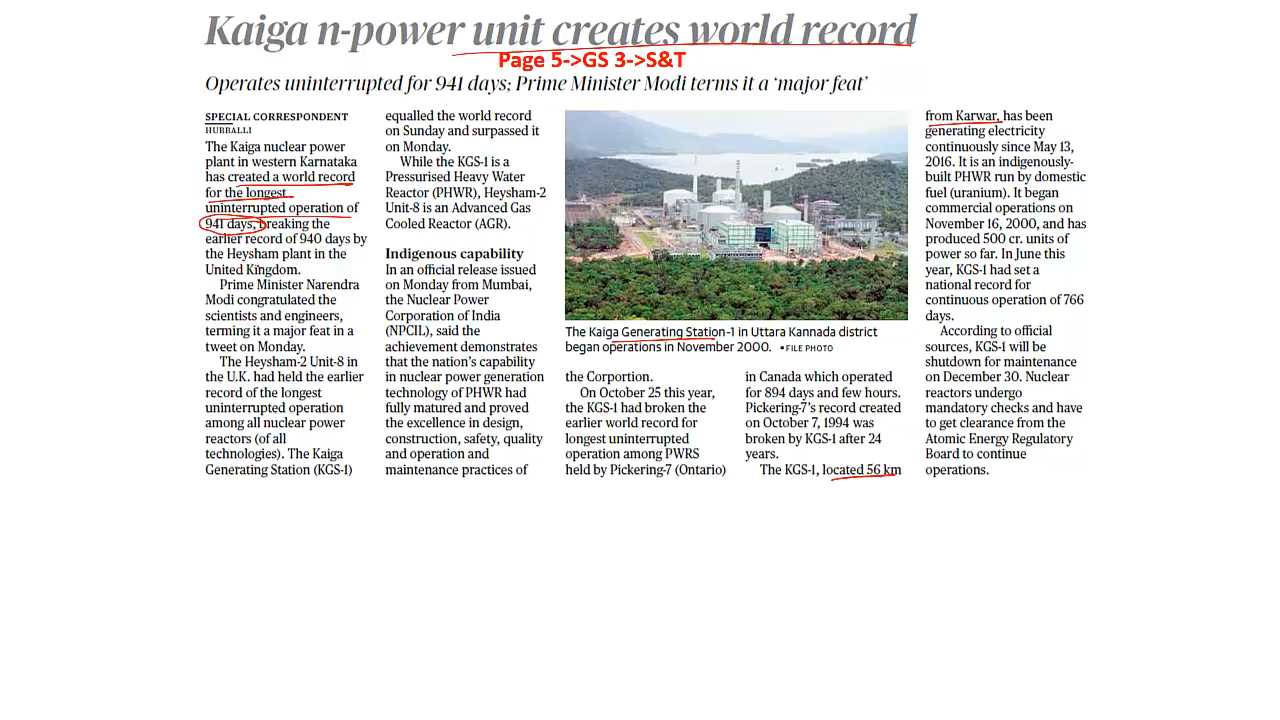 Kaiga n-power unit creates world record
Page 5->GS 3->S&T
Operates uninterrupted for 941 days; Prime Minister Modi terms it a ‘major feat’
SPECIAL CORRESPONDENT
HUBBALLI
The Kaiga nuclear power
plant in western Karnataka
has created a world record
for the longest
uninterrupted operation of
941 days, breaking the
earlier record of 940 days by
the Heysham plant in the
United Kingdom.
Prime Minister Narendra
Modi congratulated the
scientists and engineers,
terming it a major feat in a
tweet on Monday.
The Heysham-2 Unit-8 in
the U.K. had held the earlier
record of the longest
uninterrupted operation
among all nuclear power
reactors (of all
technologies). The Kaiga
Generating Station (KGS-1)
equalled the world record
on Sunday and surpassed it
on Monday.
While the KGS-1 is a
Pressurised Heavy Water
Reactor (PHWR), Heysham-2
Unit-8 is an Advanced Gas
Cooled Reactor (AGR).
Indigenous capability
In an official release issued
on Monday from Mumbai,
the Nuclear Power
Corporation of India
(NPCIL), said the
achievement demonstrates
that the nation’s capability
in nuclear power generation
technology of PHWR had
fully matured and proved
the excellence in design,
construction, safety, quality
and operation and
maintenance practices of
The Kaiga Generating Station-1 in Uttara Kannada district
began operations in November 2000. • FILE PHOTO
the Corportion.
On October 25 this year,
the KGS-1 had broken the
earlier world record for
longest uninterrupted
operation among PWRS
held by Pickering-7 (Ontario)
in Canada which operated
for 894 days and few hours.
Pickering-7’s record created
on October 7, 1994 was
broken by KGS-1 after 24
years.
The KGS-1, located 56 km
from Karwar, has been
generating electricity
continuously since May 13,
2016. It is an indigenously-
built PHWR run by domestic
fuel (uranium). It began
commercial operations on
November 16, 2000, and has
produced 500 cr. units of
power so far. In June this
year, KGS-1 had set a
national record for
continuous operation of 766
days.
According to official
sources, KGS-1 will be
shutdown for maintenance
on December 30. Nuclear
reactors undergo
mandatory checks and have
to get clearance from the
Atomic Energy Regulatory
Board to continue
operations.